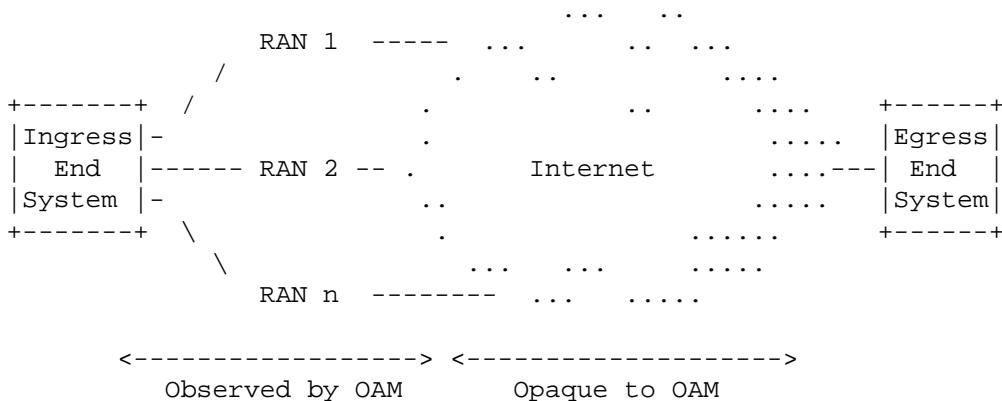 RAN 1
Ingress Egress
End RAN 2 Internet End
System System
RAN n
Observed by OAM Opaque to OAM